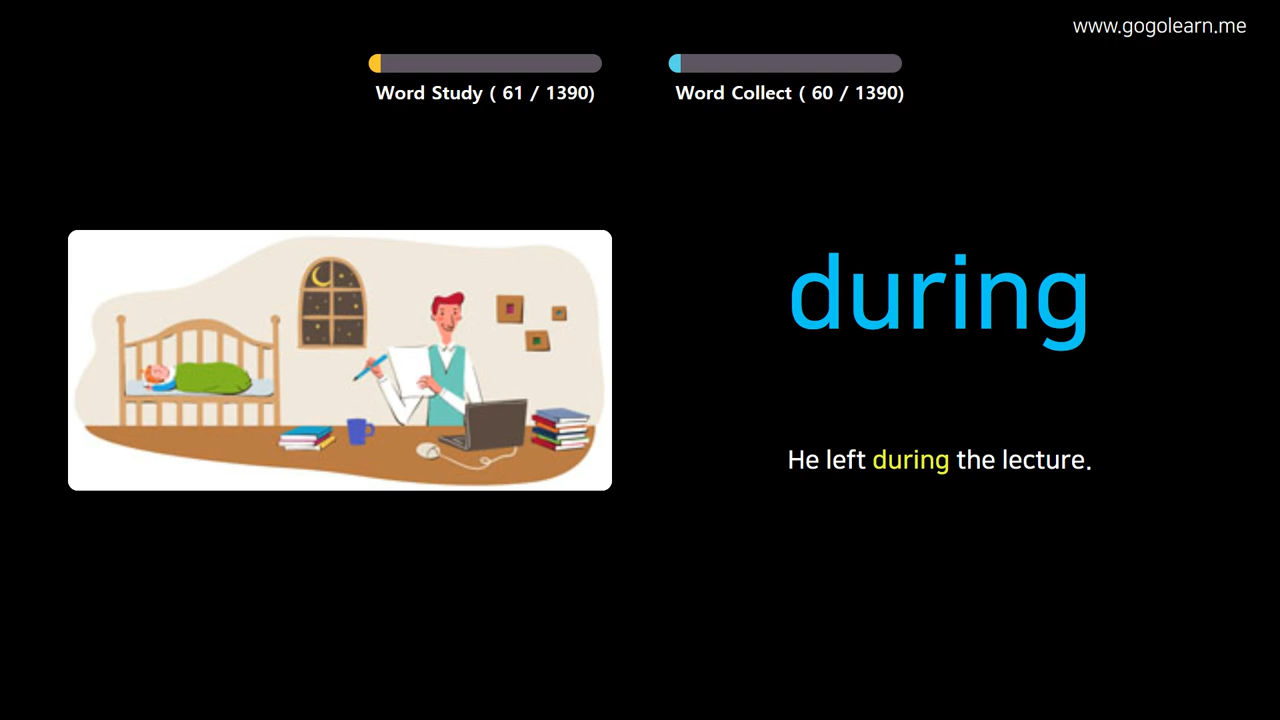 www.gogolearn.me
Word Study ( 61 / 1390)
Word Collect ( 60 / 1390)
during
He left during the lecture.